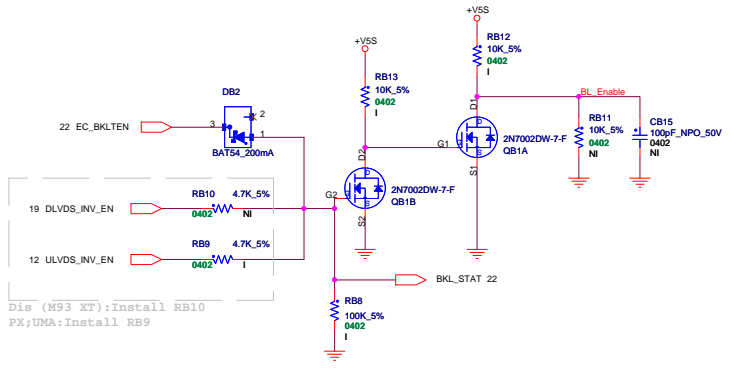 +V5S
RB12
10K_5%
0402
I
+V5S
RB13
10K_5%
0402
I
DB2
2
3
1
BAT54_200mA
22 EC_BKLTEN
BL_Enable
D1
G1
D
S
S1
2N7002DW-7-F
QB1A
RB11
10K_5%
0402
NI
CB15
100pF_NPO_50V
0402
NI
D2
G2
D
S
S2
2N7002DW-7-F
QB1B
RB10 4.7K_5%
19 DLVDS_INV_EN
0402 NI
RB9 4.7K_5%
12 ULVDS_INV_EN
0402 I
BKL_STAT 22
RB8
100K_5%
0402
I
Dis (M93 XT):Install RB10
PX;UMA:Install RB9